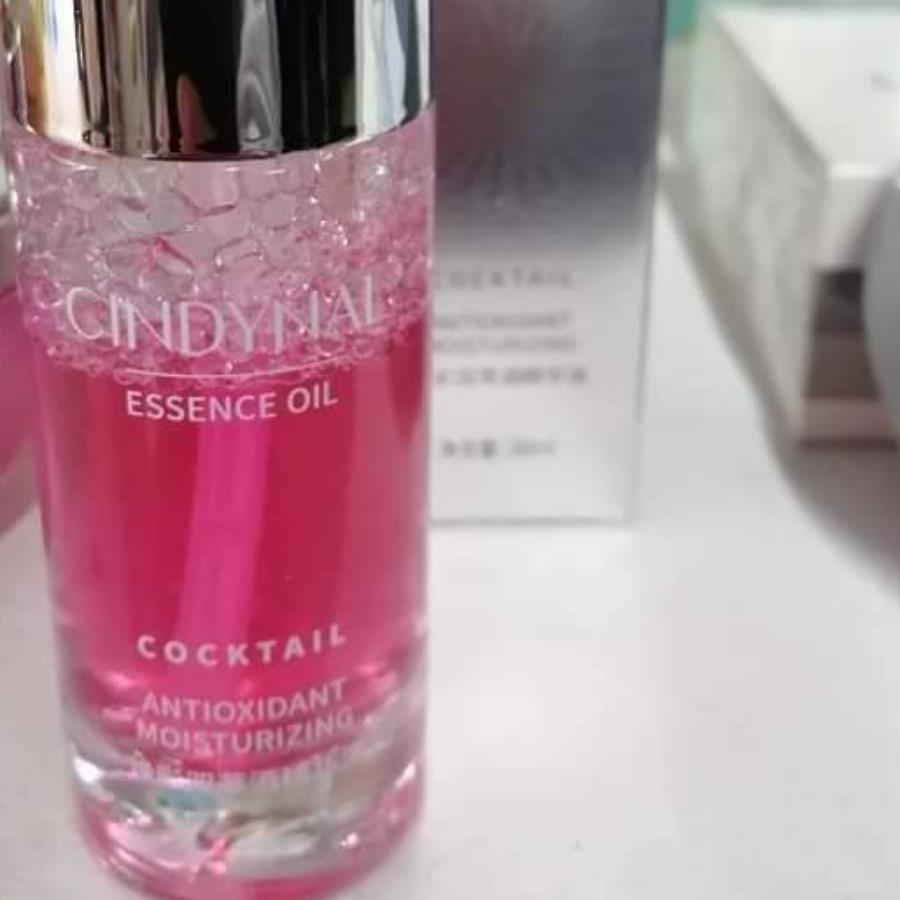 CINDYNAL
ESSENCE OIL
COCKTAIL
ANTIOXIDANT
MOISTURIZING
COCKTAIL
ANTIOXIDANT
MOISTURIZING